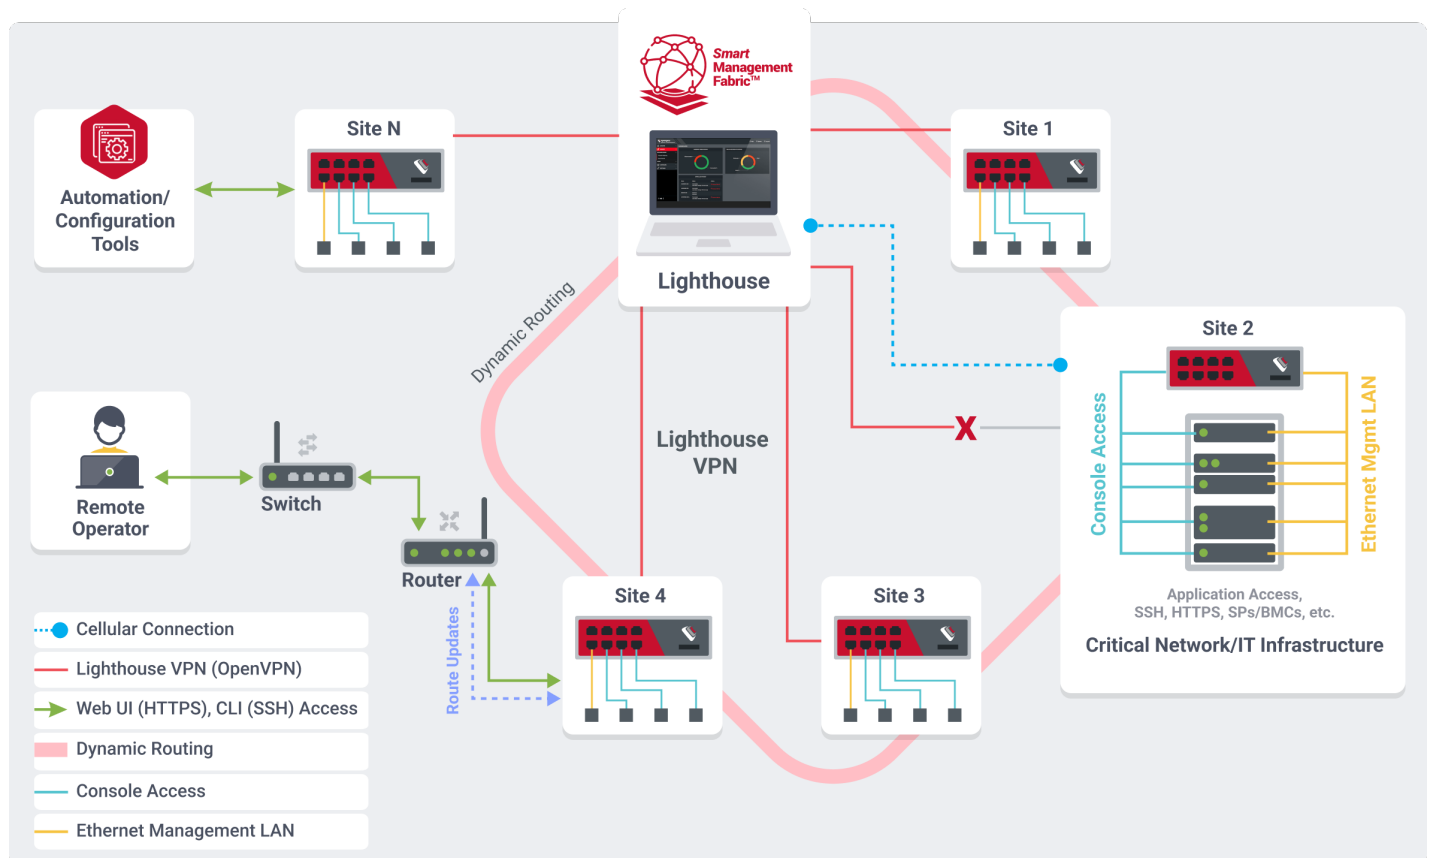 Smart
Management
Fabric™
Lighthouse
Automation/
Configuration
Tools
Site N
Site 1
Dynamic Routing
Lighthouse
VPN
X
Site 2
Console Access
Ethernet Mgmt LAN
Application Access,
SSH, HTTPS, SPs/BMCs, etc.
Critical Network/IT Infrastructure
Remote
Operator
Switch
Router
Route Updates
Site 4
Site 3
Cellular Connection
Lighthouse VPN (OpenVPN)
Web UI (HTTPS), CLI (SSH) Access
Dynamic Routing
Console Access
Ethernet Management LAN